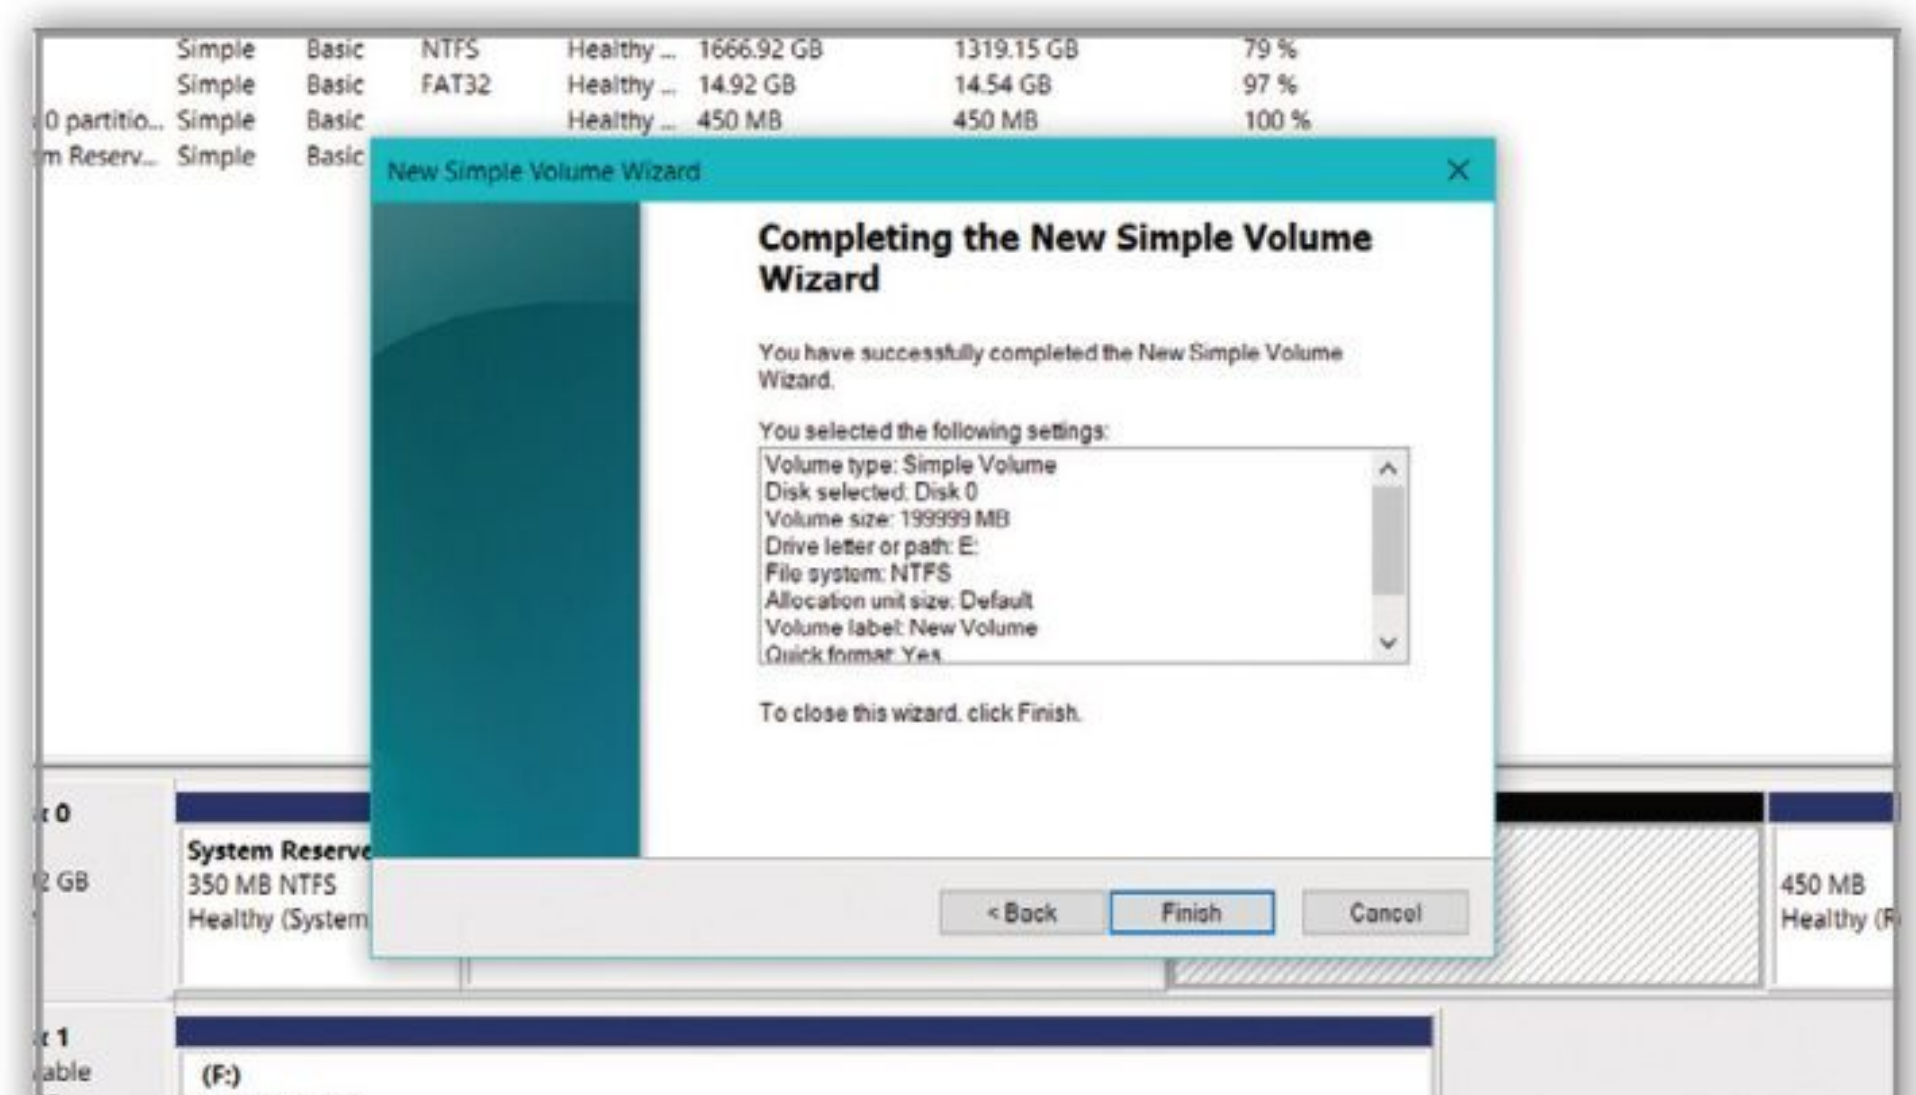 Simple Basic NTFS Healthy ... 1666.92 GB 1319.15 GB 79 %
Simple Basic FAT32 Healthy ... 14.92 GB 14.54 GB 97 %
0 partitio... Simple Basic Healthy ... 450 MB 450 MB 100 %
m Reserv... Simple Basic
New Simple Volume Wizard
Completing the New Simple Volume
Wizard
You have successfully completed the New Simple Volume
Wizard.
You selected the following settings:
Volume type: Simple Volume
Disk selected: Disk 0
Volume size: 199999 MB
Drive letter or path: E:
File system: NTFS
Allocation unit size: Default
Volume label: New Volume
Quick format: Yes
To close this wizard, click Finish.
< Back Finish Cancel
0
2 GB
System Reserve
350 MB NTFS
Healthy (System
450 MB
Healthy (R
1
able
(F:)